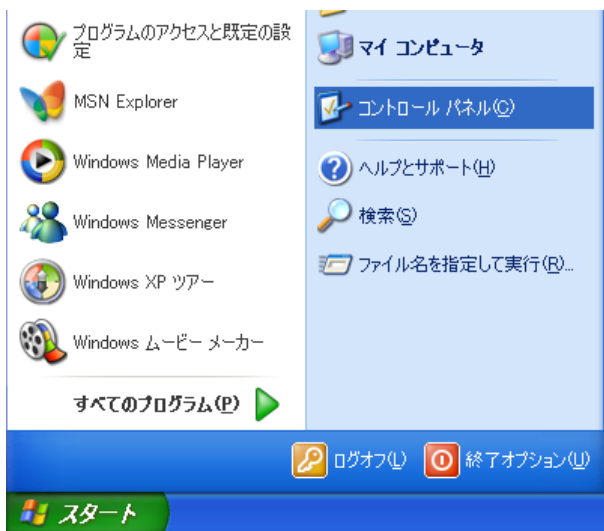 プログラムのアクセスと既定の設
定
MSN Explorer
Windows Media Player
Windows Messenger
Windows XP ツアー
Windows ムービー メーカー
すべてのプログラム(P)
マイ コンピュータ
コントロール パネル(C)
ヘルプとサポート(H)
検索(S)
ファイル名を指定して実行(R)...
ログオフ(L)
終了オプション(U)
スタート